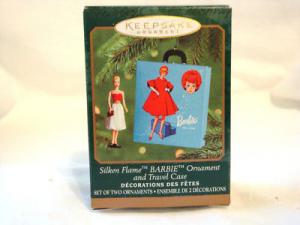 KEEPSAKE
ORNAMENT
Barbie
Silken Flame™ BARBIE™ Ornament
and Travel Case
DÉCORATIONS DES FÊTES
SET OF TWO ORNAMENTS • ENSEMBLE DE 2 DÉCORATIONS